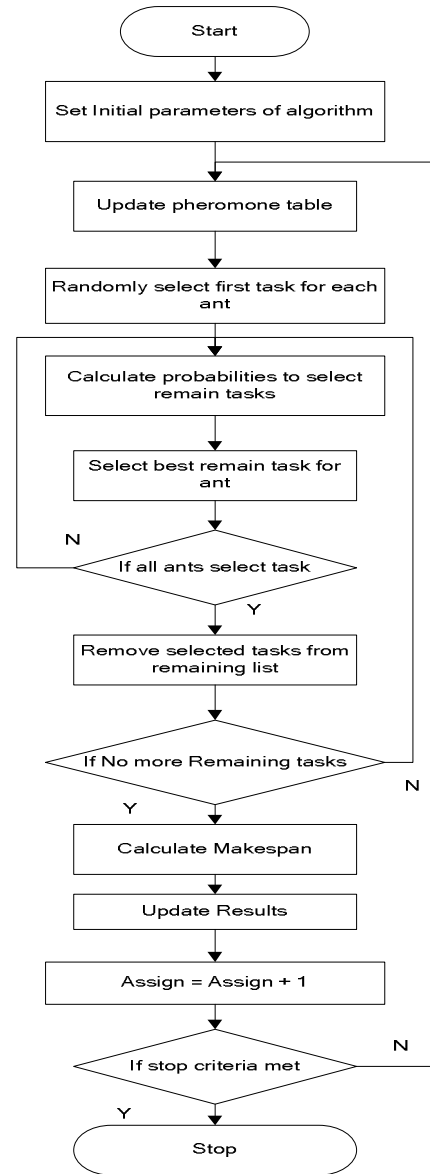 Start
Set Initial parameters of algorithm
Update pheromone table
Randomly select first task for each
ant
Calculate probabilities to select
remain tasks
Select best remain task for
ant
N
If all ants select task
Y
Remove selected tasks from
remaining list
If No more Remaining tasks
N
Y
Calculate Makespan
Update Results
Assign = Assign + 1
N
If stop criteria met
Y
Stop